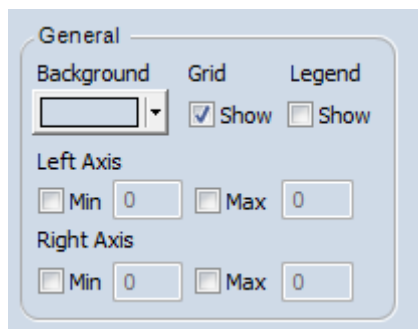 General
Background Grid Legend
Show Show
Left Axis
Min 0 Max 0
Right Axis
Min 0 Max 0